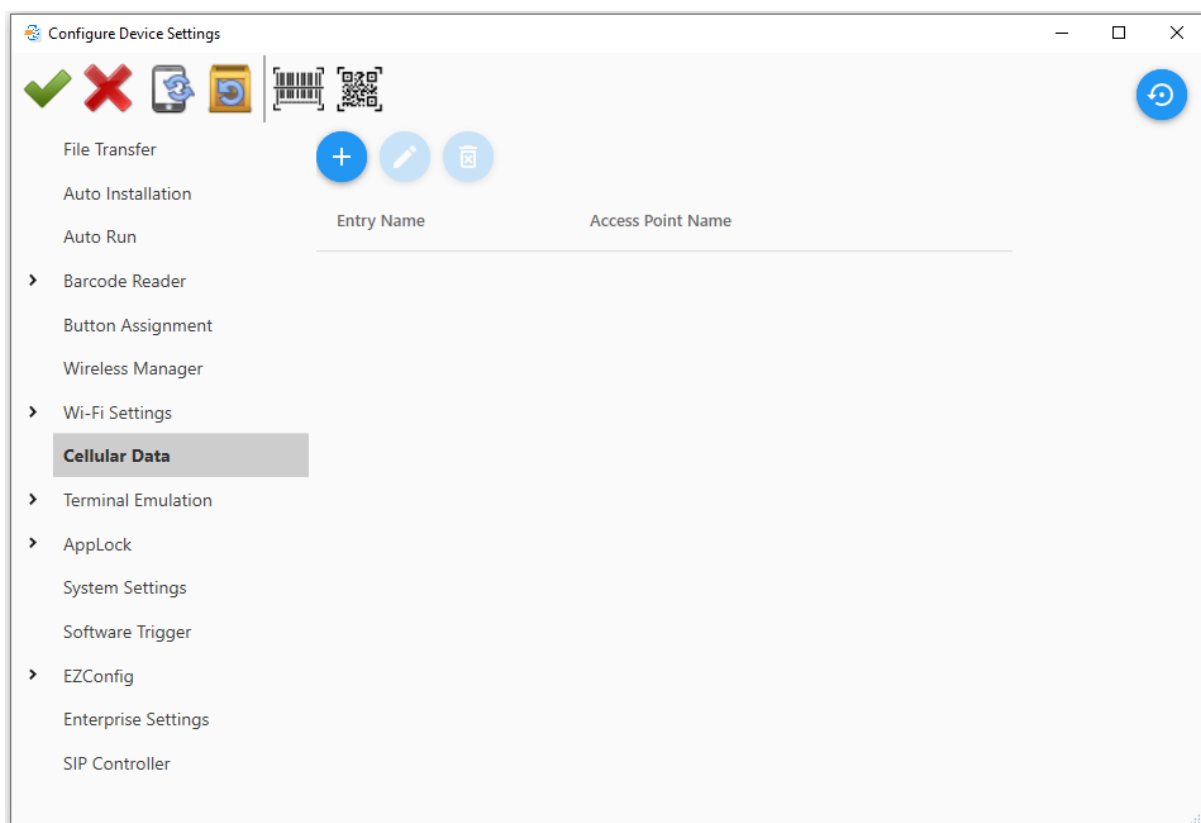 Configure Device Settings
File Transfer
Auto Installation
Auto Run
Barcode Reader
Button Assignment
Wireless Manager
Wi-Fi Settings
Cellular Data
Terminal Emulation
AppLock
System Settings
Software Trigger
EZConfig
Enterprise Settings
SIP Controller
Entry Name Access Point Name